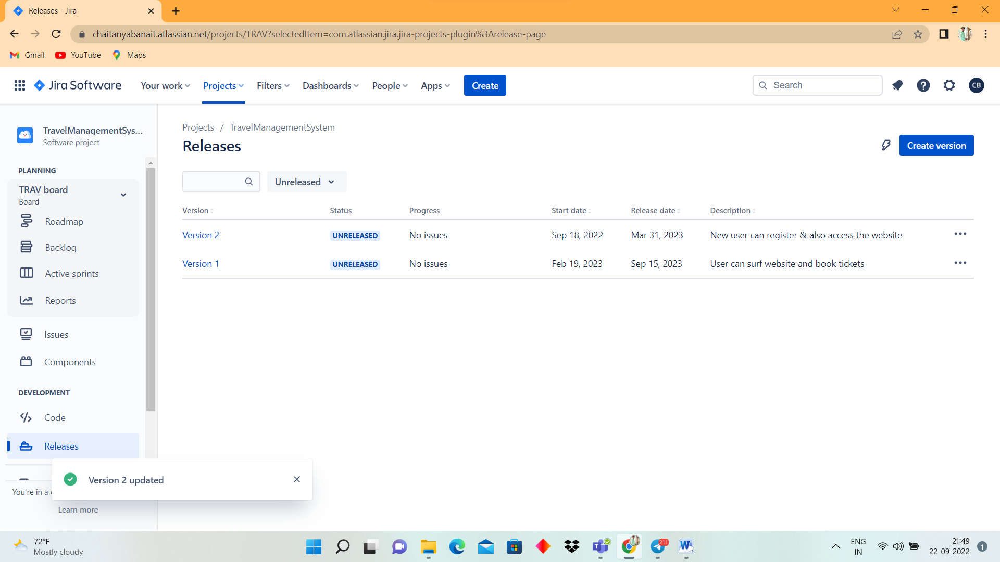 Releases - Jira
chaitanyabanait.atlassian.net/projects/TRAV?selectedItem=com.atlassian.jira.jira-projects-plugin%3Arelease-page
Gmail YouTube Maps
Jira Software Your work Projects Filters Dashboards People Apps Create Search CB
TravelManagementSys...
Software project
PLANNING
TRAV board
Board
Roadmap
Backlog
Active sprints
Reports
Issues
Components
DEVELOPMENT
Code
Releases
You're in a
Learn more
Projects / TravelManagementSystem
Releases
Create version
Unreleased
Version Status Progress Start date Release date Description
Version 2 UNRELEASED No issues Sep 18, 2022 Mar 31, 2023 New user can register & also access the website
Version 1 UNRELEASED No issues Feb 19, 2023 Sep 15, 2023 User can surf website and book tickets
Version 2 updated
72°F
Mostly cloudy
211
ENG
IN
21:49
22-09-2022
1